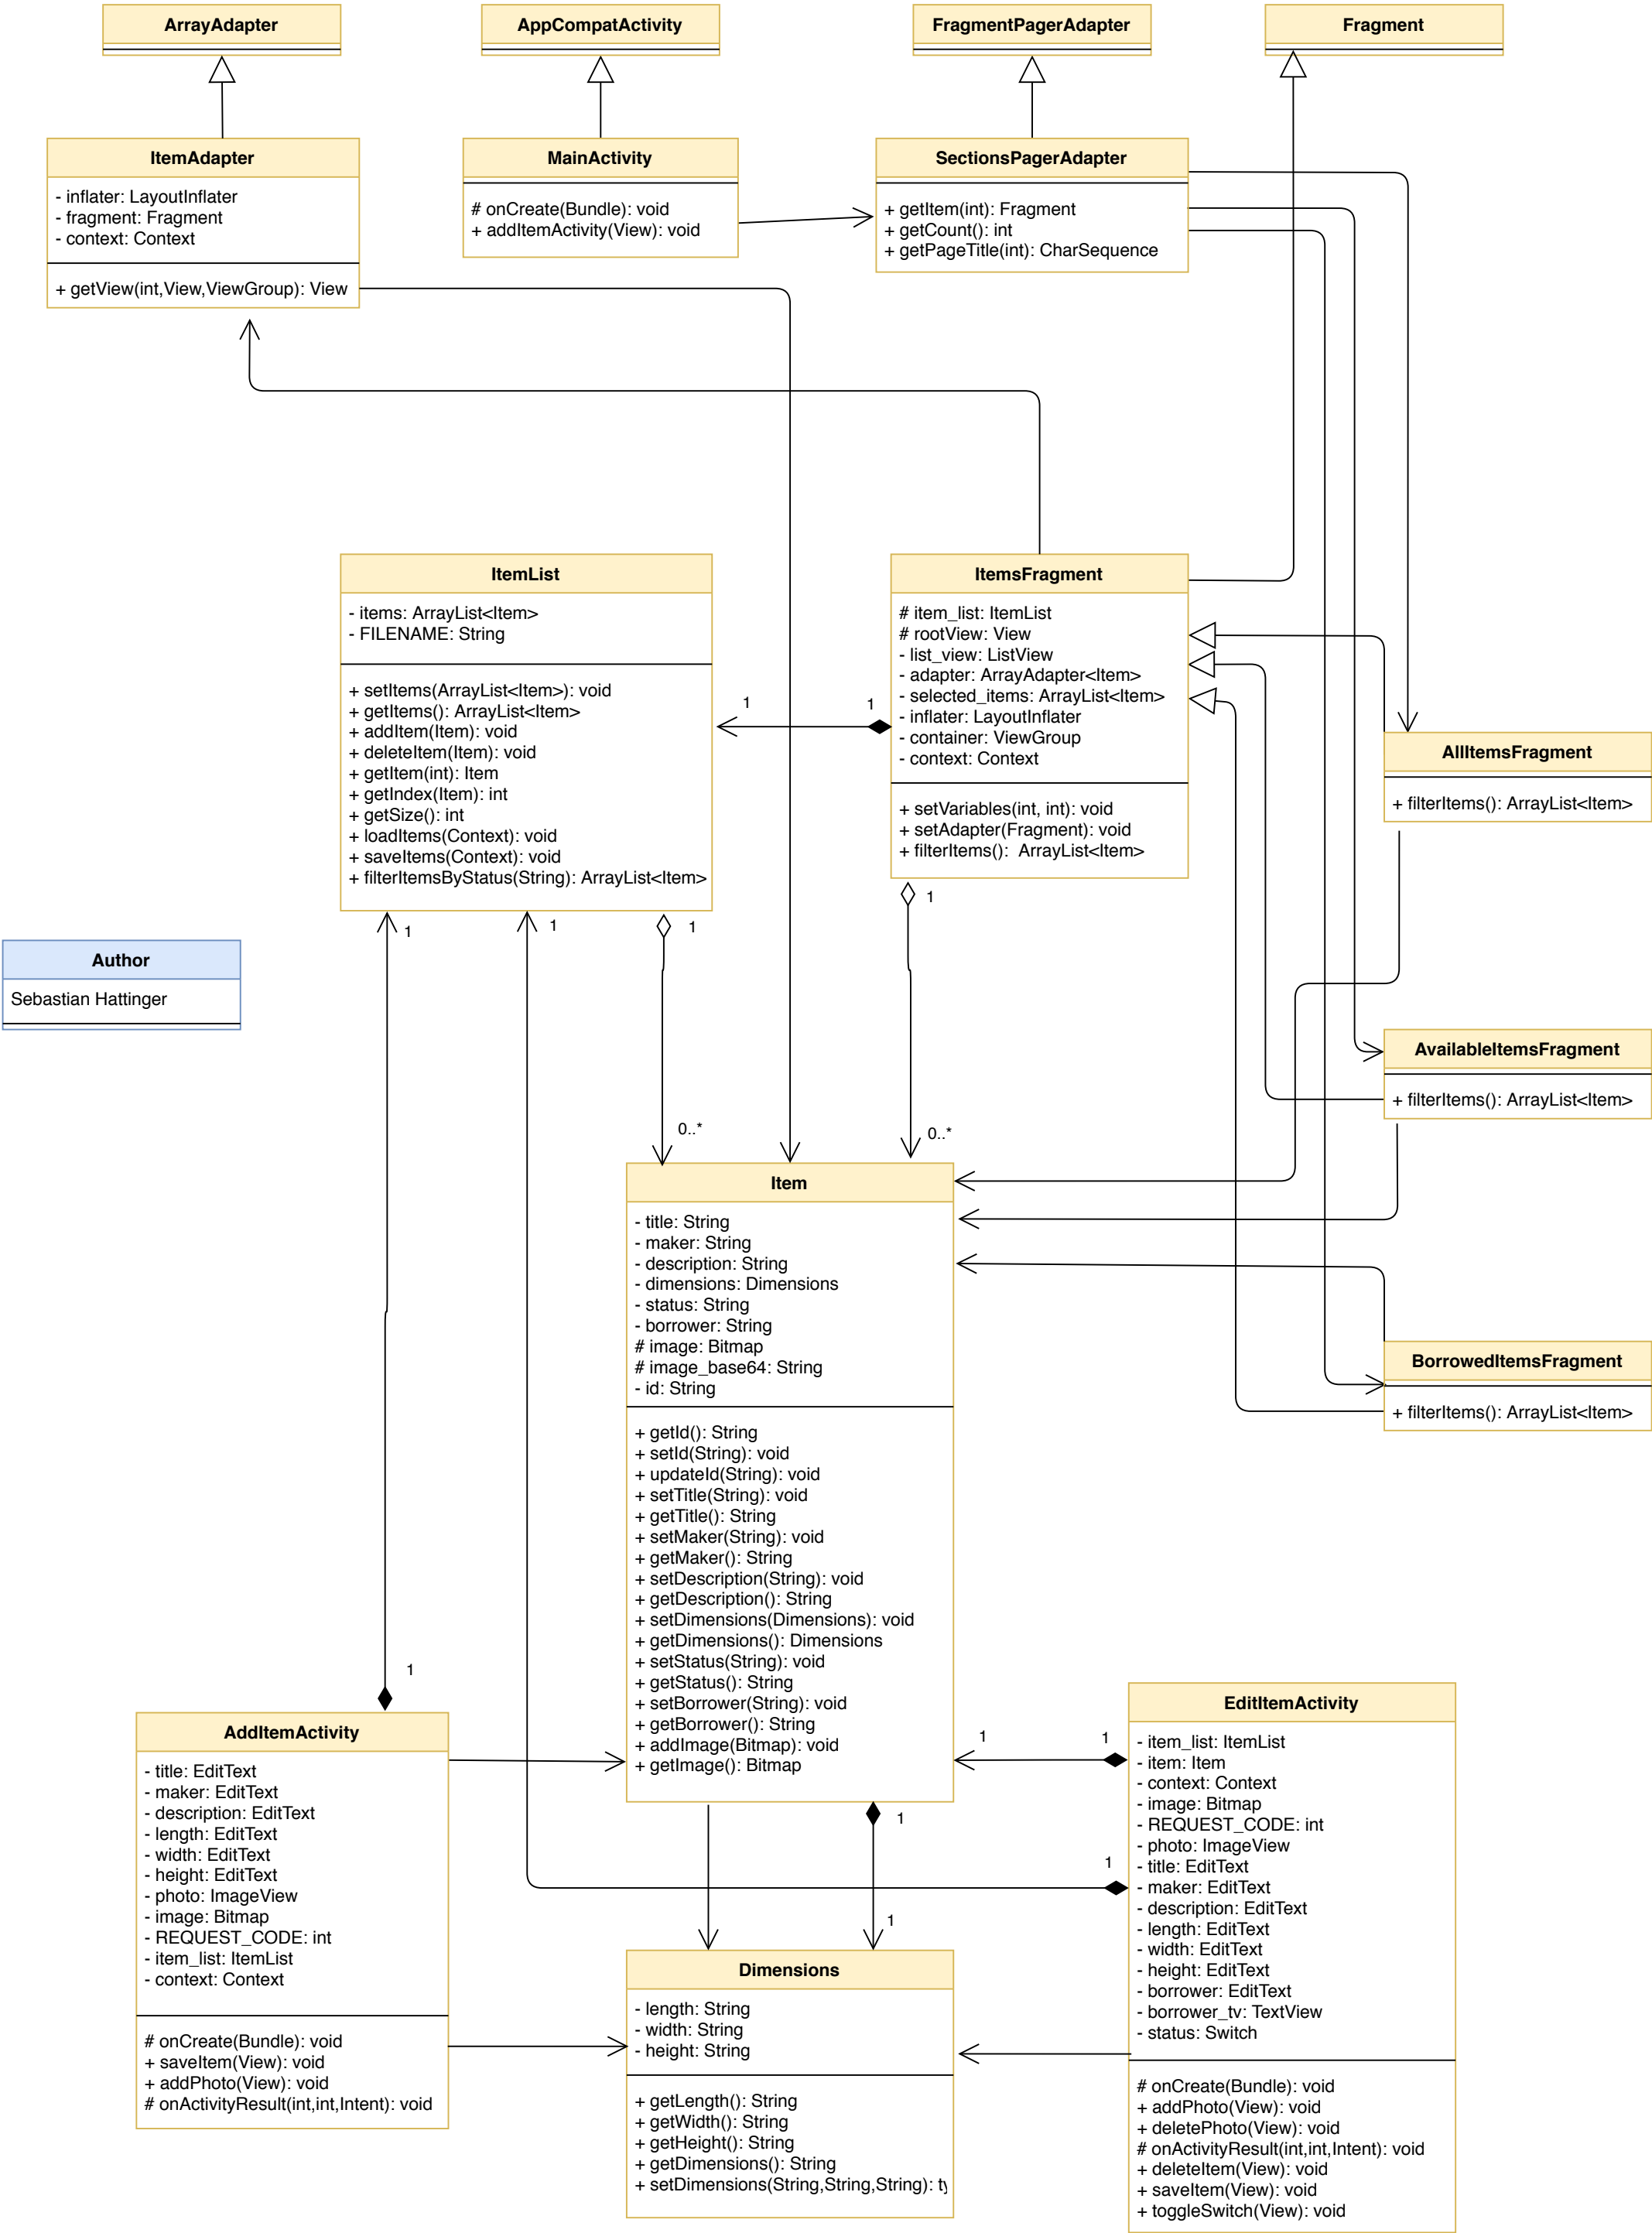 ArrayAdapter
AppCompatActivity
FragmentPagerAdapter
Fragment
ItemAdapter
- inflater: LayoutInflater
- fragment: Fragment
- context: Context
+ getView(int,View,ViewGroup): View
MainActivity
# onCreate(Bundle): void
+ addItemActivity(View): void
SectionsPagerAdapter
+ getItem(int): Fragment
+ getCount(): int
+ getPageTitle(int): CharSequence
ItemList
- items: ArrayList<Item>
- FILENAME: String
+ setItems(ArrayList<Item>): void
+ getItems(): ArrayList<Item>
+ addItem(Item): void
+ deleteItem(Item): void
+ getItem(int): Item
+ getIndex(Item): int
+ getSize(): int
+ loadItems(Context): void
+ saveItems(Context): void
+ filterItemsByStatus(String): ArrayList<Item>
1
1
ItemsFragment
# item_list: ItemList
# rootView: View
- list_view: ListView
- adapter: ArrayAdapter<Item>
- selected_items: ArrayList<Item>
- inflater: LayoutInflater
- container: ViewGroup
- context: Context
+ setVariables(int, int): void
+ setAdapter(Fragment): void
+ filterItems():  ArrayList<Item>
AllItemsFragment
+ filterItems(): ArrayList<Item>
1
1
1
1
Author
Sebastian Hattinger
AvailableItemsFragment
+ filterItems(): ArrayList<Item>
0..*
0..*
Item
- title: String
- maker: String
- description: String
- dimensions: Dimensions
- status: String
- borrower: String
# image: Bitmap
# image_base64: String
- id: String
+ getId(): String
+ setId(String): void
+ updateId(String): void
+ setTitle(String): void
+ getTitle(): String
+ setMaker(String): void
+ getMaker(): String
+ setDescription(String): void
+ getDescription(): String
+ setDimensions(Dimensions): void
+ getDimensions(): Dimensions
+ setStatus(String): void
+ getStatus(): String
+ setBorrower(String): void
+ getBorrower(): String
+ addImage(Bitmap): void
+ getImage(): Bitmap
BorrowedItemsFragment
+ filterItems(): ArrayList<Item>
1
AddItemActivity
- title: EditText
- maker: EditText
- description: EditText
- length: EditText
- width: EditText
- height: EditText
- photo: ImageView
- image: Bitmap
- REQUEST_CODE: int
- item_list: ItemList
- context: Context
# onCreate(Bundle): void
+ saveItem(View): void
+ addPhoto(View): void
# onActivityResult(int,int,Intent): void
1
1
1
1
1
Dimensions
- length: String
- width: String
- height: String
+ getLength(): String
+ getWidth(): String
+ getHeight(): String
+ getDimensions(): String
+ setDimensions(String,String,String):
EditItemActivity
- item_list: ItemList
- item: Item
- context: Context
- image: Bitmap
- REQUEST_CODE: int
- photo: ImageView
- title: EditText
- maker: EditText
- description: EditText
- length: EditText
- width: EditText
- height: EditText
- borrower: EditText
- borrower_tv: TextView
- status: Switch
# onCreate(Bundle): void
+ addPhoto(View): void
+ deletePhoto(View): void
# onActivityResult(int,int,Intent): void
+ deleteItem(View): void
+ saveItem(View): void
+ toggleSwitch(View): void